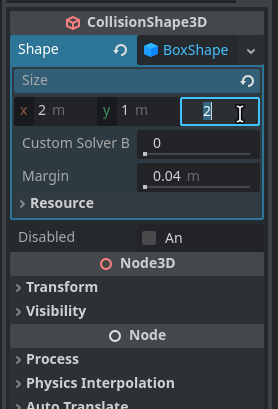 CollisionShape3D
Shape BoxShape
Size
x 2 m y 1 m 2
Custom Solver B 0
Margin 0.04 m
Resource
Disabled An
Node3D
Transform
Visibility
Node
Process
Physics Interpolation
Auto Translate